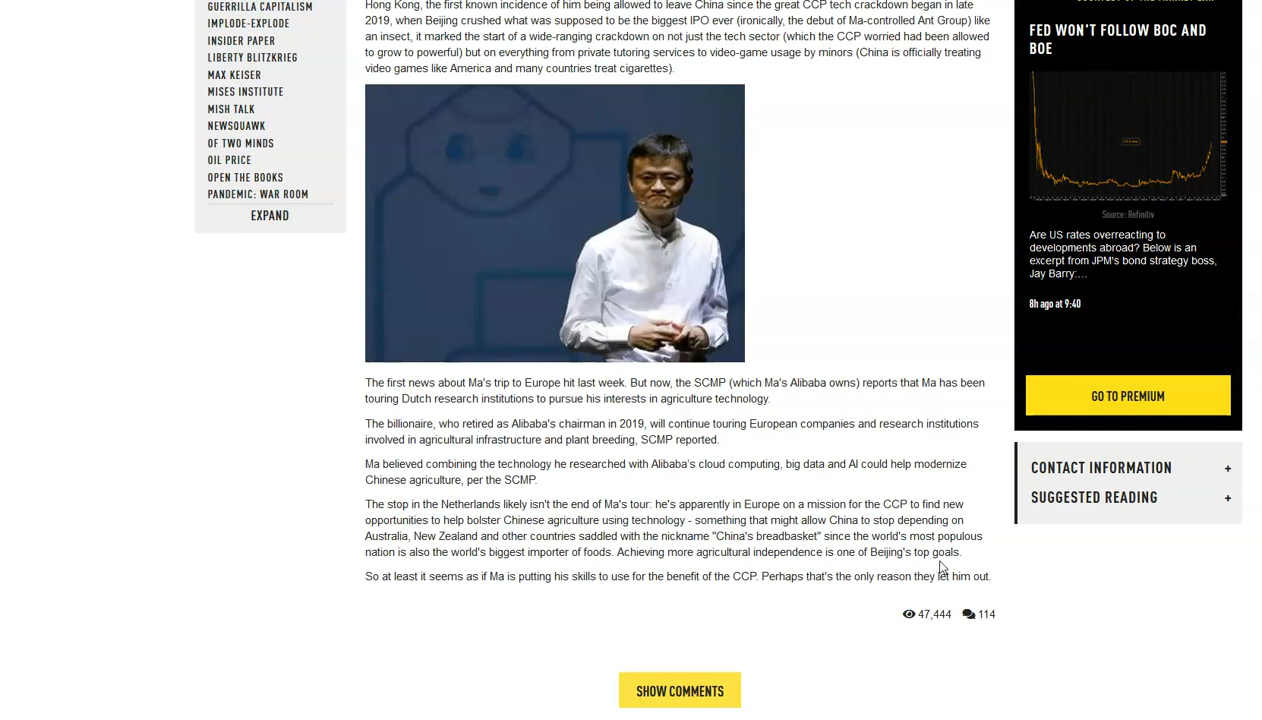 GUERRILLA CAPITALISM
IMPLODE-EXPLODE
INSIDER PAPER
LIBERTY BLITZKRIEG
MAX KEISER
MISES INSTITUTE
MISH TALK
NEWSQUAWK
OF TWO MINDS
OIL PRICE
OPEN THE BOOKS
PANDEMIC: WAR ROOM
EXPAND
Hong Kong, the first known incidence of him being allowed to leave China since the great CCP tech crackdown began in late
2019, when Beijing crushed what was supposed to be the biggest IPO ever (ironically, the debut of Ma-controlled Ant Group) like
an insect, it marked the start of a wide-ranging crackdown on not just the tech sector (which the CCP worried had been allowed
to grow to powerful) but on everything from private tutoring services to video-game usage by minors (China is officially treating
video games like America and many countries treat cigarettes).
The first news about Ma's trip to Europe hit last week. But now, the SCMP (which Ma's Alibaba owns) reports that Ma has been
touring Dutch research institutions to pursue his interests in agriculture technology.
The billionaire, who retired as Alibaba's chairman in 2019, will continue touring European companies and research institutions
involved in agricultural infrastructure and plant breeding, SCMP reported.
Ma believed combining the technology he researched with Alibaba's cloud computing, big data and AI could help modernize
Chinese agriculture, per the SCMP.
The stop in the Netherlands likely isn't the end of Ma's tour: he's apparently in Europe on a mission for the CCP to find new
opportunities to help bolster Chinese agriculture using technology - something that might allow China to stop depending on
Australia, New Zealand and other countries saddled with the nickname "China's breadbasket" since the world's most populous
nation is also the world's biggest importer of foods. Achieving more agricultural independence is one of Beijing's top goals.
So at least it seems as if Ma is putting his skills to use for the benefit of the CCP. Perhaps that's the only reason they let him out.
47,444 114
SHOW COMMENTS
FED WON'T FOLLOW BOC AND
BOE
Source: Refinitiv
Are US rates overreacting to
developments abroad? Below is an
excerpt from JPM's bond strategy boss,
Jay Barry:…
8h ago at 9:40
GO TO PREMIUM
CONTACT INFORMATION +
SUGGESTED READING +